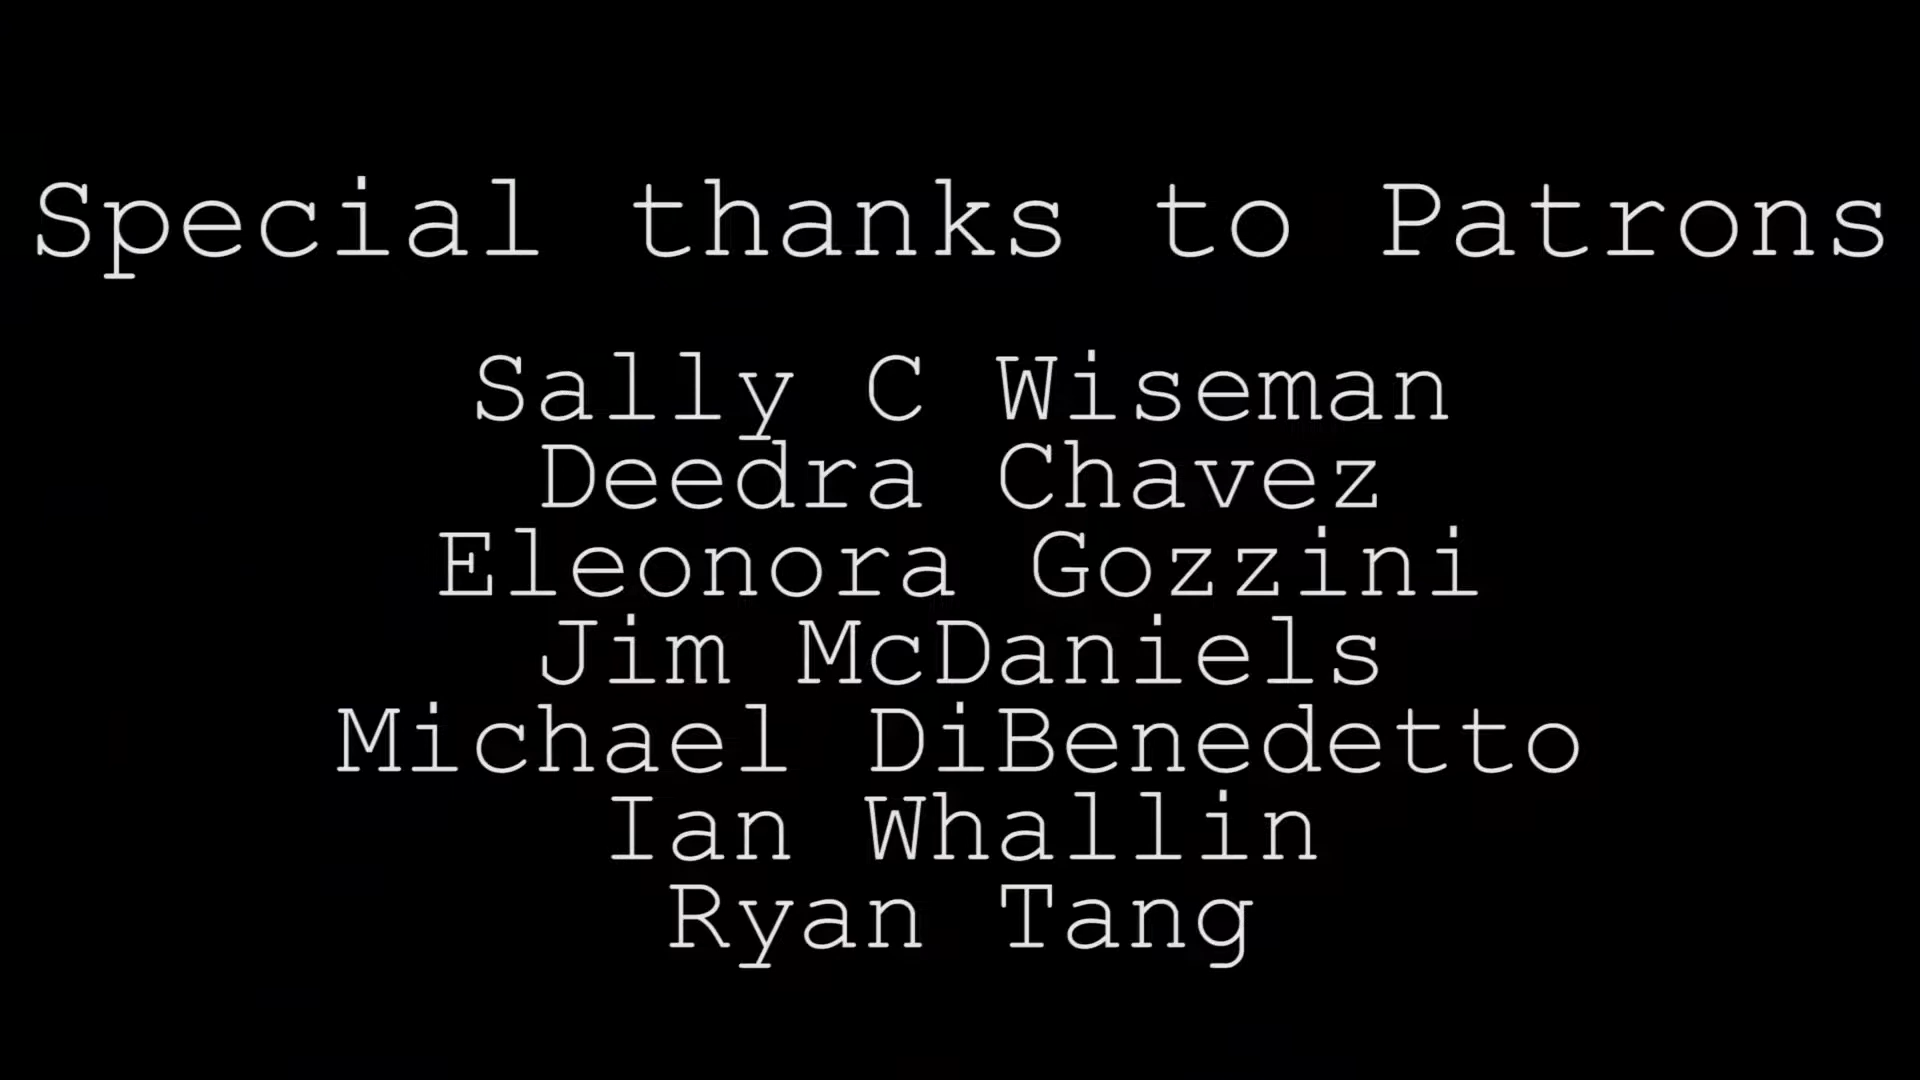 Special thanks to Patrons
Sally C Wiseman
Deedra Chavez
Eleonora Gozzini
Jim McDaniels
Michael DiBenedetto
Ian Whallin
Ryan Tang